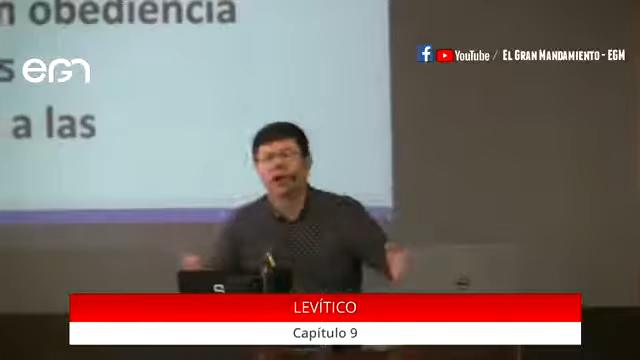 n obediencia
s
a las
EGM
YouTube / EL GRAN MANDAMIENTO - EGM
LEVÍTICO
Capítulo 9